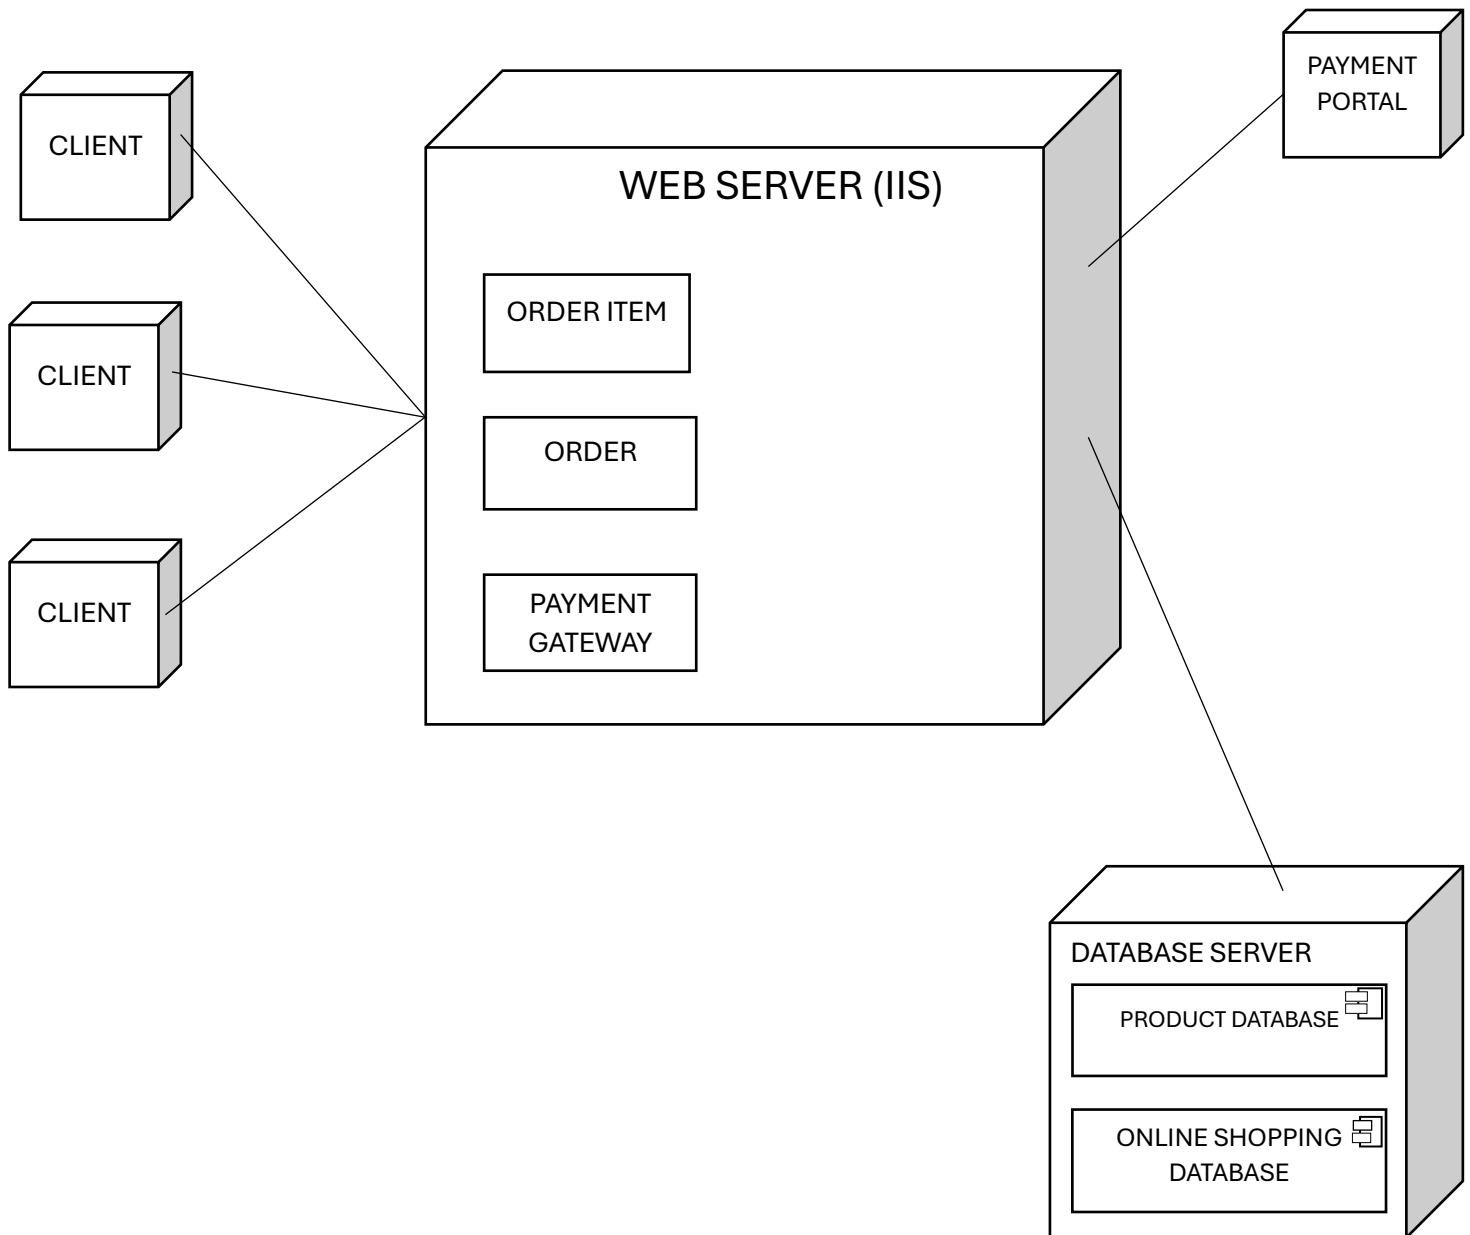 PAYMENT
PORTAL
CLIENT
WEB SERVER (IIS)
ORDER ITEM
CLIENT
ORDER
CLIENT
PAYMENT
GATEWAY
DATABASE SERVER
PRODUCT DATABASE
ONLINE SHOPPING
DATABASE